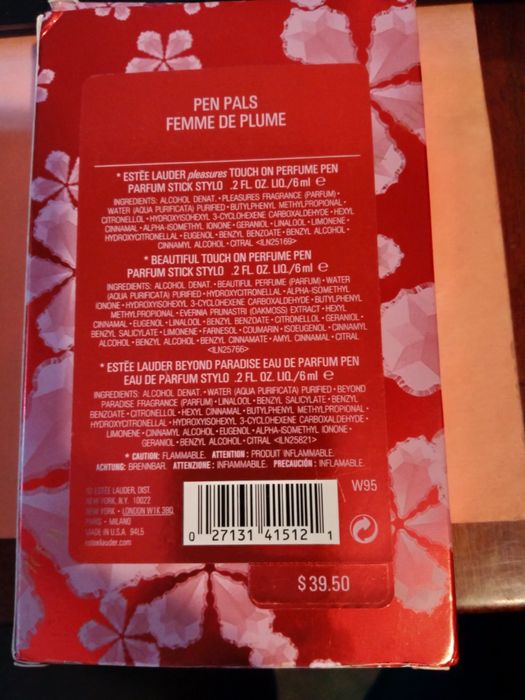 PEN PALS
FEMME DE PLUME
* ESTÉE LAUDER pleasures TOUCH ON PERFUME PEN
PARFUM STICK STYLO .2 FL. OZ. LIQ./6 ml ℮
INGREDIENTS: ALCOHOL DENAT. • PLEASURES FRAGRANCE (PARFUM) •
WATER (AQUA PURIFICATA) PURIFIED • BUTYLPHENYL METHYLPROPIONAL •
CITRONELLOL • HYDROXYISOHEXYL 3-CYCLOHEXENE CARBOXALDEHYDE • HEXYL
CINNAMAL • ALPHA-ISOMETHYL IONONE • GERANIOL • LINALOOL • LIMONENE •
HYDROXYCITRONELLAL • EUGENOL • BENZYL BENZOATE • BENZYL ALCOHOL •
CINNAMYL ALCOHOL • CITRAL <ILN25169>
* BEAUTIFUL TOUCH ON PERFUME PEN
PARFUM STICK STYLO .2 FL. OZ. LIQ./6 ml ℮
INGREDIENTS: ALCOHOL DENAT. • BEAUTIFUL PERFUME (PARFUM) • WATER
(AQUA PURIFICATA) PURIFIED • HYDROXYCITRONELLAL • ALPHA-ISOMETHYL
IONONE • HYDROXYISOHEXYL 3-CYCLOHEXENE CARBOXALDEHYDE • BUTYLPHENYL
METHYLPROPIONAL • EVERNIA PRUNASTRI (OAKMOSS) EXTRACT • HEXYL
CINNAMAL • EUGENOL • LINALOOL • BENZYL BENZOATE • CITRONELLOL • GERANIOL •
BENZYL SALICYLATE • LIMONENE • FARNESOL • COUMARIN • ISOEUGENOL • CINNAMYL
ALCOHOL • BENZYL ALCOHOL • BENZYL CINNAMATE • AMYL CINNAMAL • CITRAL
<ILN25766>
* ESTÉE LAUDER BEYOND PARADISE EAU DE PARFUM PEN
EAU DE PARFUM STYLO .2 FL. OZ. LIQ./6 ml ℮
INGREDIENTS: ALCOHOL DENAT. • WATER (AQUA PURIFICATA) PURIFIED • BEYOND
PARADISE FRAGRANCE (PARFUM) • LINALOOL • BENZYL SALICYLATE • BENZYL
BENZOATE • CITRONELLOL • HEXYL CINNAMAL • BUTYLPHENYL METHYLPROPIONAL •
HYDROXYCITRONELLAL • HYDROXYISOHEXYL 3-CYCLOHEXENE CARBOXALDEHYDE •
LIMONENE • CINNAMYL ALCOHOL • EUGENOL • ALPHA-ISOMETHYL IONONE •
GERANIOL • BENZYL ALCOHOL • CITRAL <ILN25821>
* CAUTION: FLAMMABLE. ATTENTION: PRODUIT INFLAMMABLE.
ACHTUNG: BRENNBAR. ATTENZIONE: INFIAMMABILE. PRECAUCIÓN: INFLAMABLE.
W95
© ESTÉE LAUDER, DIST.
NEW YORK, N.Y. 10022
NEW YORK • LONDON W1K 3BQ
PARIS • MILANO
MADE IN U.S.A. 94L5
esteelauder.com
0 27131 41512 1
$ 39.50